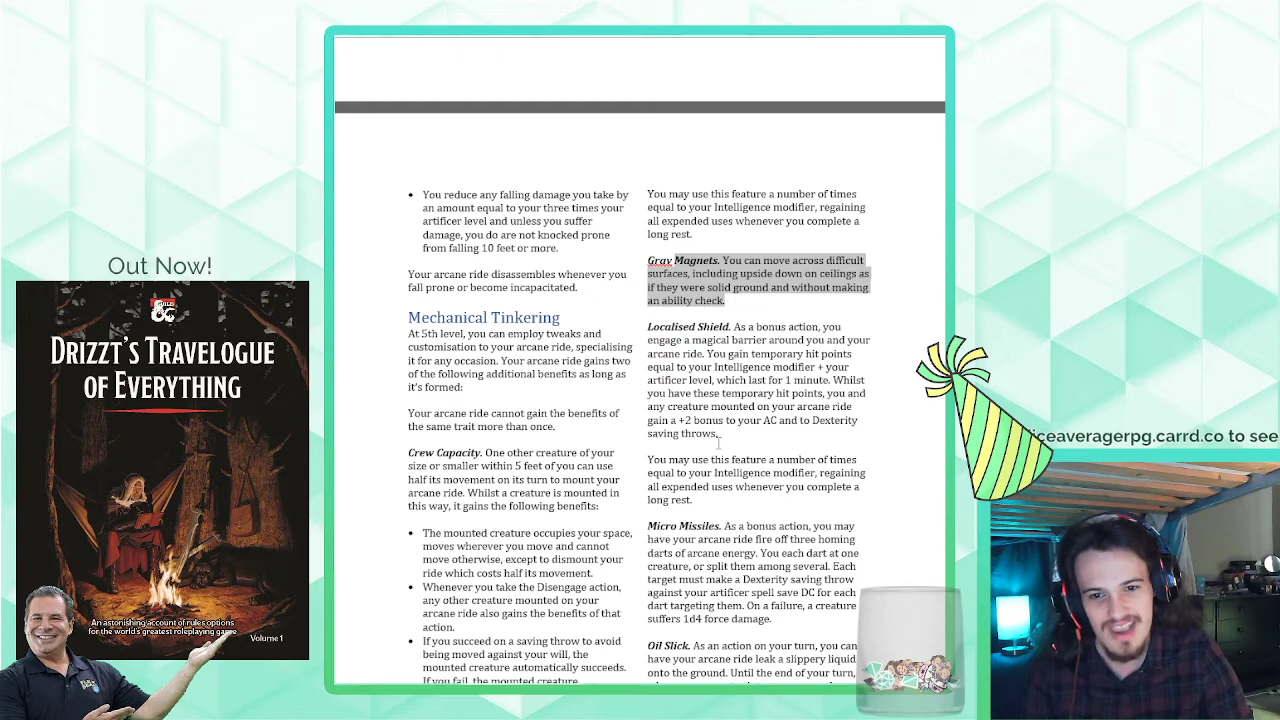 Out Now!
DRIZZT'S TRAVELOGUE
OF EVERYTHING
An astonishing account of rules options
for the world's greatest roleplaying game
Volume 1
• You reduce any falling damage you take by
an amount equal to your three times your
artificer level and unless you suffer
damage, you do are not knocked prone
from falling 10 feet or more.
Your arcane ride disassembles whenever you
fall prone or become incapacitated.
Mechanical Tinkering
At 5th level, you can employ tweaks and
customisation to your arcane ride, specialising
it for any occasion. Your arcane ride gains two
of the following additional benefits as long as
it's formed:
Your arcane ride cannot gain the benefits of
the same trait more than once.
Crew Capacity. One other creature of your
size or smaller within 5 feet of you can use
half its movement on its turn to mount your
arcane ride. Whilst a creature is mounted in
this way, it gains the following benefits:
• The mounted creature occupies your space,
moves wherever you move and cannot
move otherwise, except to dismount your
ride which costs half its movement.
• Whenever you take the Disengage action,
any other creature mounted on your
arcane ride also gains the benefits of that
action.
• If you succeed on a saving throw to avoid
being moved against your will, the
mounted creature automatically succeeds.
If you fail, the mounted creature
You may use this feature a number of times
equal to your Intelligence modifier, regaining
all expended uses whenever you complete a
long rest.
Grav Magnets. You can move across difficult
surfaces, including upside down on ceilings as
if they were solid ground and without making
an ability check.
Localised Shield. As a bonus action, you
engage a magical barrier around you and your
arcane ride. You gain temporary hit points
equal to your Intelligence modifier + your
artificer level, which last for 1 minute. Whilst
you have these temporary hit points, you and
any creature mounted on your arcane ride
gain a +2 bonus to your AC and to Dexterity
saving throws.
You may use this feature a number of times
equal to your Intelligence modifier, regaining
all expended uses whenever you complete a
long rest.
Micro Missiles. As a bonus action, you may
have your arcane ride fire off three homing
darts of arcane energy. You each dart at one
creature, or split them among several. Each
target must make a Dexterity saving throw
against your artificer spell save DC for each
dart targeting them. On a failure, a creature
suffers 1d4 force damage.
Oil Slick. As an action on your turn, you can
have your arcane ride leak a slippery liquid
onto the ground. Until the end of your turn,
iceaveragerpg.carrd.co to see